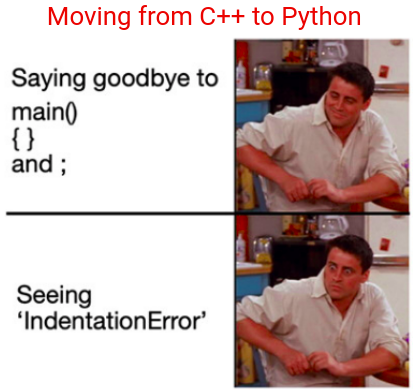 Moving from C++ to Python
Saying goodbye to
main()
{ }
and ;
Seeing
‘IndentationError’